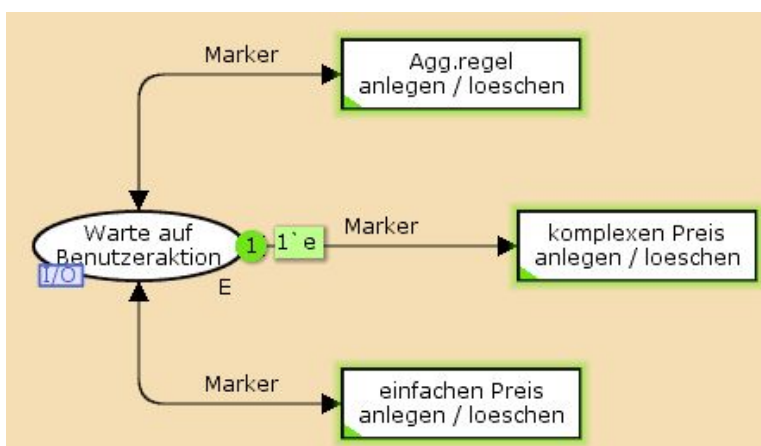 Marker
Agg.regel
anlegen / loeschen
Warte auf
Benutzeraktion
I/O
E
1
1`e
Marker
komplexen Preis
anlegen / loeschen
Marker
einfachen Preis
anlegen / loeschen